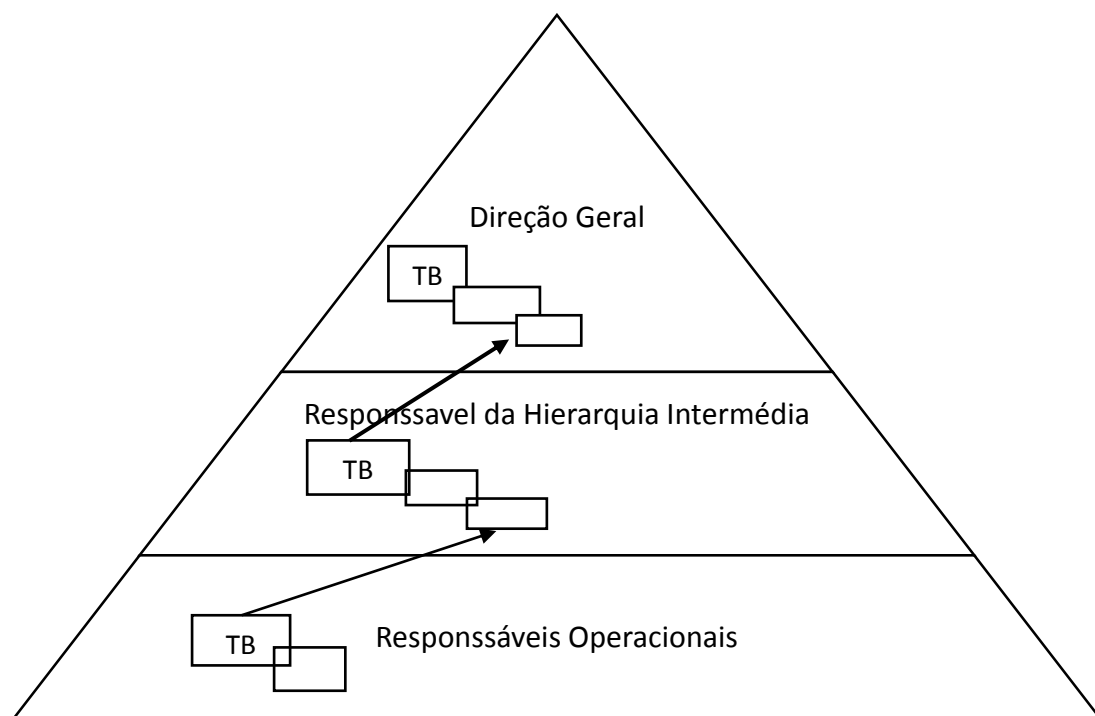 Direção Geral
TB
Responssavel da Hierarquia Intermédia
TB
Responssáveis Operacionais
TB